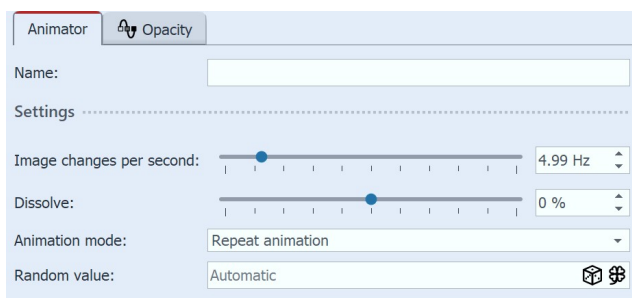 Animator Opacity
Name:
Settings
Image changes per second: 4.99 Hz
Dissolve: 0 %
Animation mode: Repeat animation
Random value: Automatic